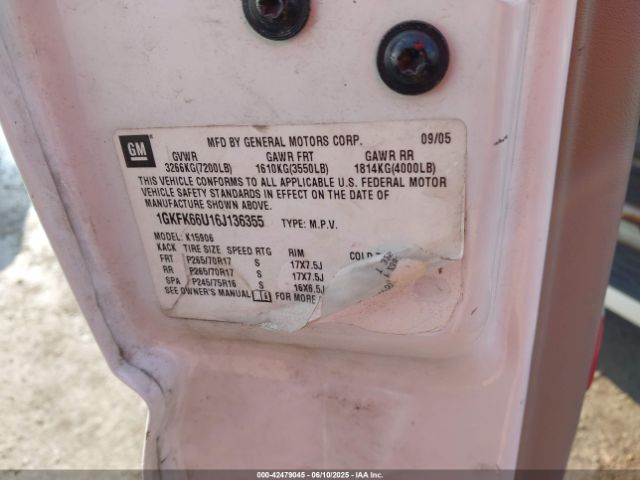 GM
MFD BY GENERAL MOTORS CORP. 09/05
GVWR GAWR FRT GAWR RR
3266KG(7200LB) 1610KG(3550LB) 1814KG(4000LB)
THIS VEHICLE CONFORMS TO ALL APPLICABLE U.S. FEDERAL MOTOR
VEHICLE SAFETY STANDARDS IN EFFECT ON THE DATE OF
MANUFACTURE SHOWN ABOVE.
1GKFK66U16J136355 TYPE: M.P.V.
MODEL: K15906
KACK TIRE SIZE SPEED RTG RIM COLD
FRT P265/70R17 S 17X7.5J
RR P265/70R17 S 17X7.5J
SPA P245/75R16 S 16X6.5J
SEE OWNER'S MANUAL FOR MORE
000-42479045 - 06/10/2025 - IAA Inc.